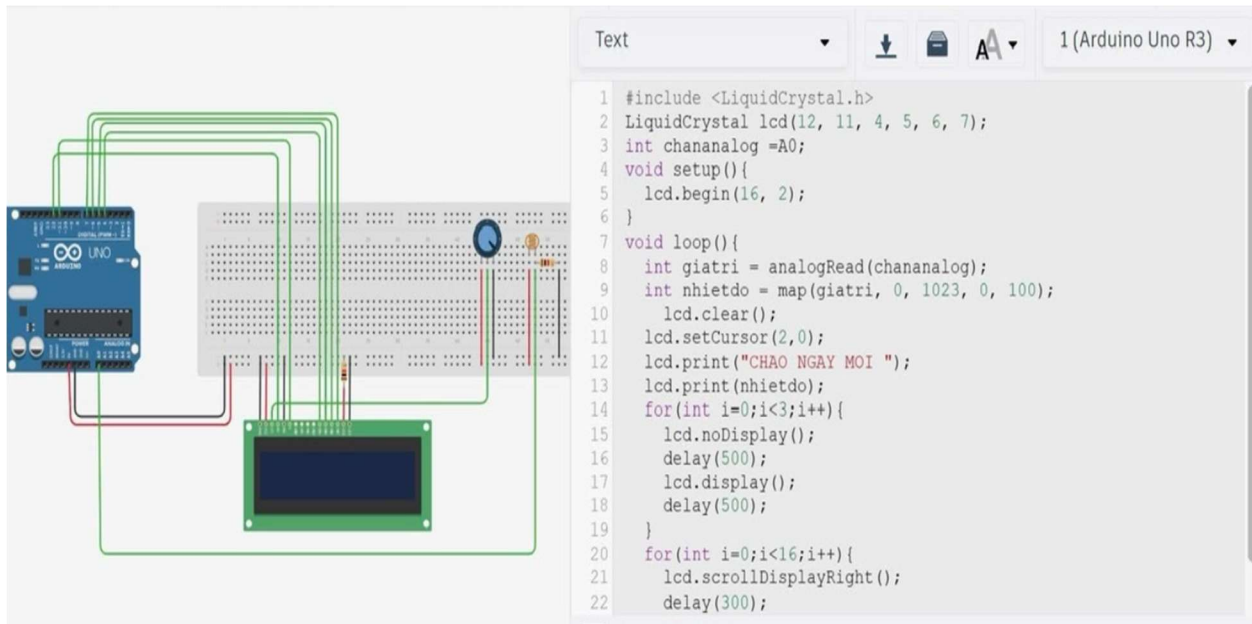 Text
1 (Arduino Uno R3)
1 #include <LiquidCrystal.h>
2 LiquidCrystal lcd(12, 11, 4, 5, 6, 7);
3 int chananalog =A0;
4 void setup(){
5 lcd.begin(16, 2);
6 }
7 void loop(){
8 int giatri = analogRead(chananalog);
9 int nhietdo = map(giatri, 0, 1023, 0, 100);
10 lcd.clear();
11 lcd.setCursor(2,0);
12 lcd.print("CHAO NGAY MOI ");
13 lcd.print(nhietdo);
14 for(int i=0;i<3;i++){
15 lcd.noDisplay();
16 delay(500);
17 lcd.display();
18 delay(500);
19 }
20 for(int i=0;i<16;i++){
21 lcd.scrollDisplayRight();
22 delay(300);
UNO
ARDUINO
POWER
ANALOG IN